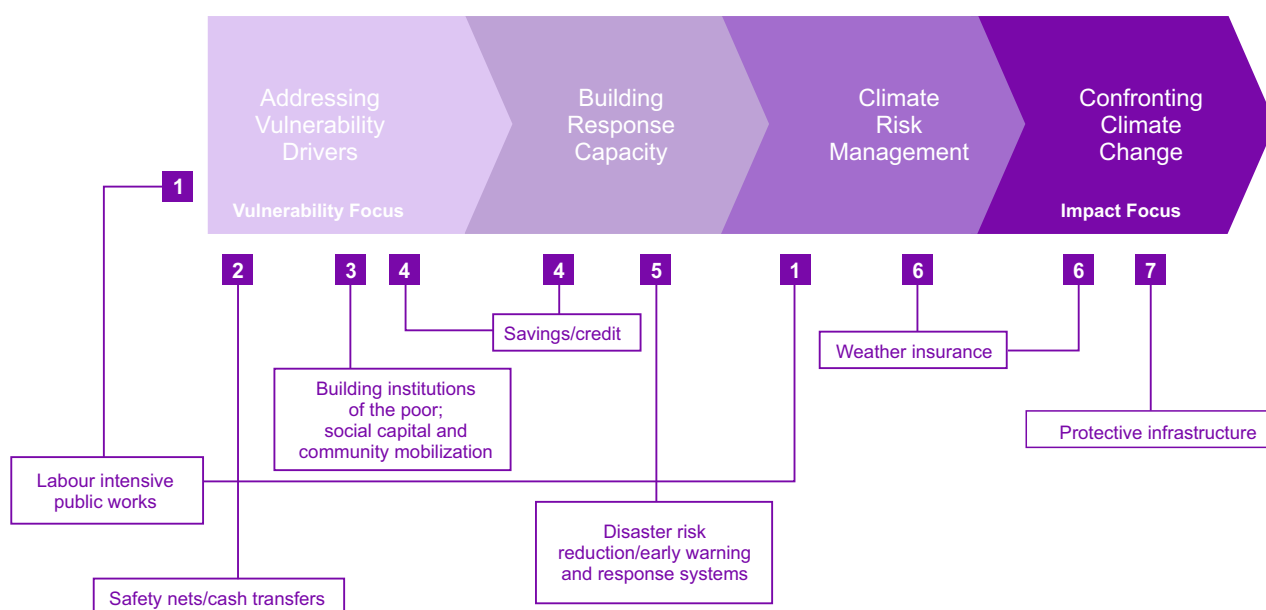 Addressing
Vulnerability
Drivers
Building
Response
Capacity
Climate
Risk
Management
Confronting
Climate
Change
1
Vulnerability Focus
Impact Focus
2
3
4
4
5
1
6
6
7
Savings/credit
Weather insurance
Building institutions
of the poor;
social capital and
community mobilization
Protective infrastructure
Labour intensive
public works
Disaster risk
reduction/early warning
and response systems
Safety nets/cash transfers